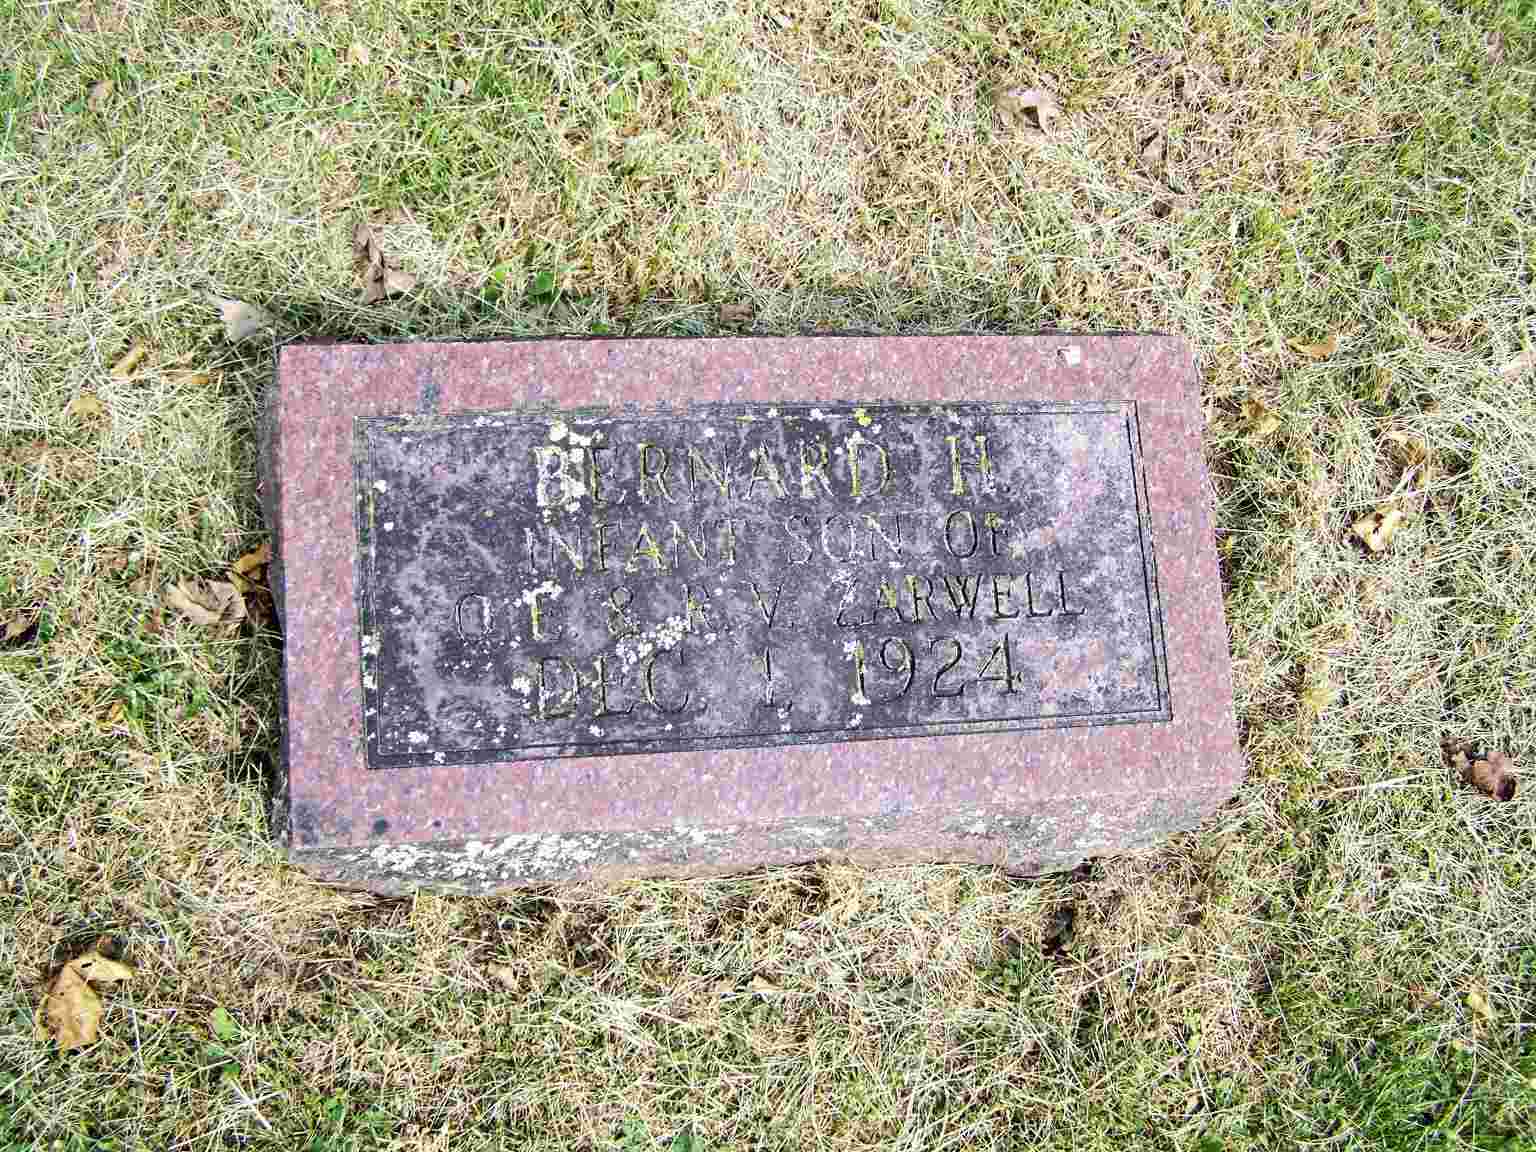 BERNARD H.
INFANT SON OF
O. E. & R. V. ZARWELL
DEC. 1, 1924